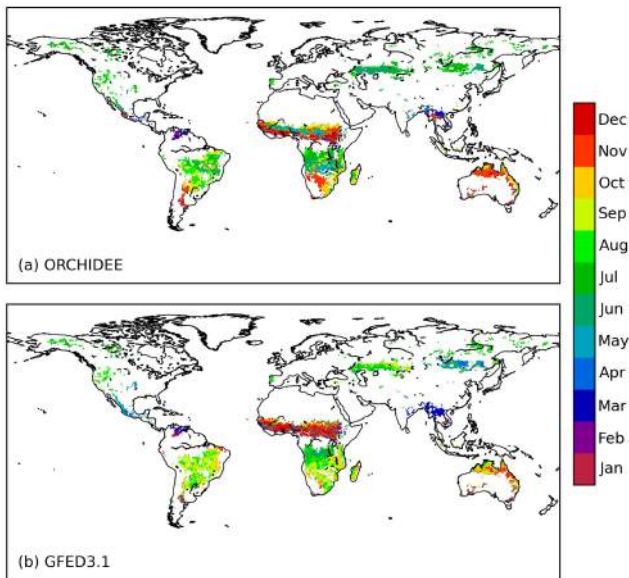 (a) ORCHIDEE
(b) GFED3.1
Dec
Nov
Oct
Sep
Aug
Jul
Jun
May
Apr
Mar
Feb
Jan